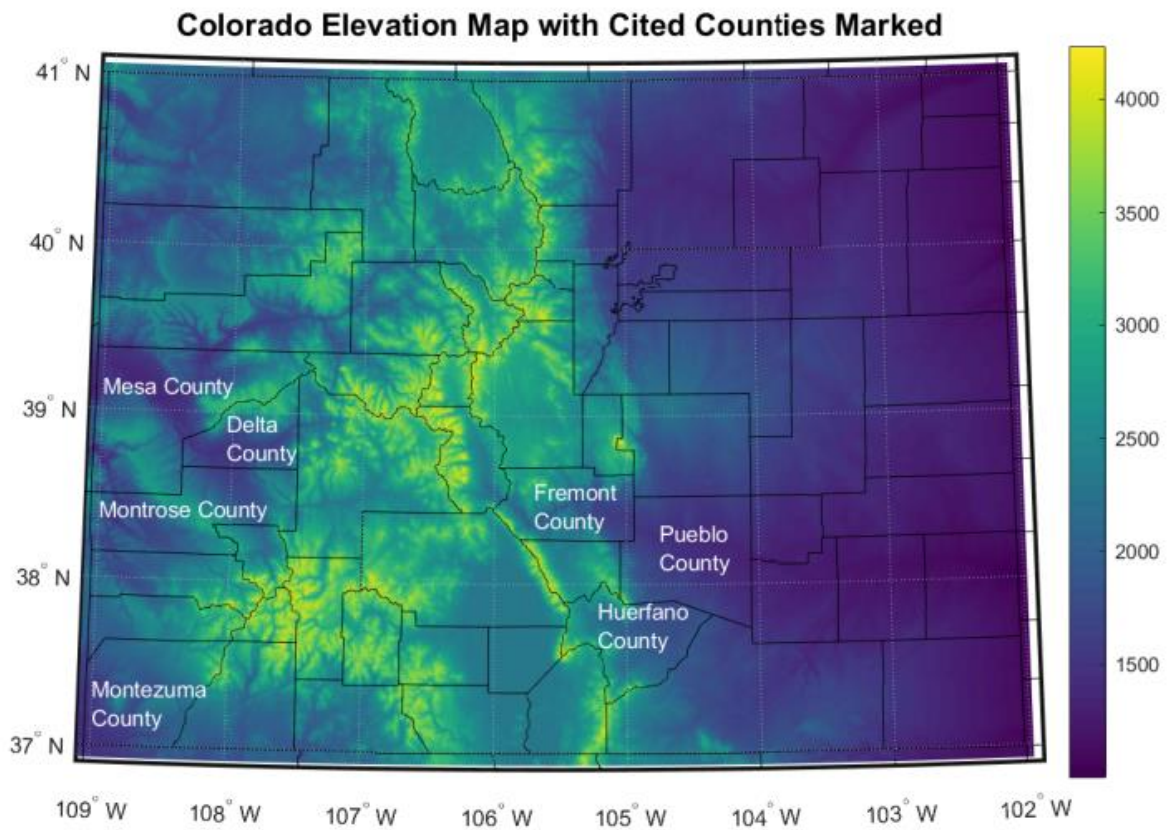 Colorado Elevation Map with Cited Counties Marked
41° N
40° N
39° N
38° N
37° N
Mesa County
Delta
County
Montrose County
Fremont
County
Pueblo
County
Huerfano
County
Montezuma
County
109° W
108° W
107° W
106° W
105° W
104° W
103° W
102° W
4000
3500
3000
2500
2000
1500